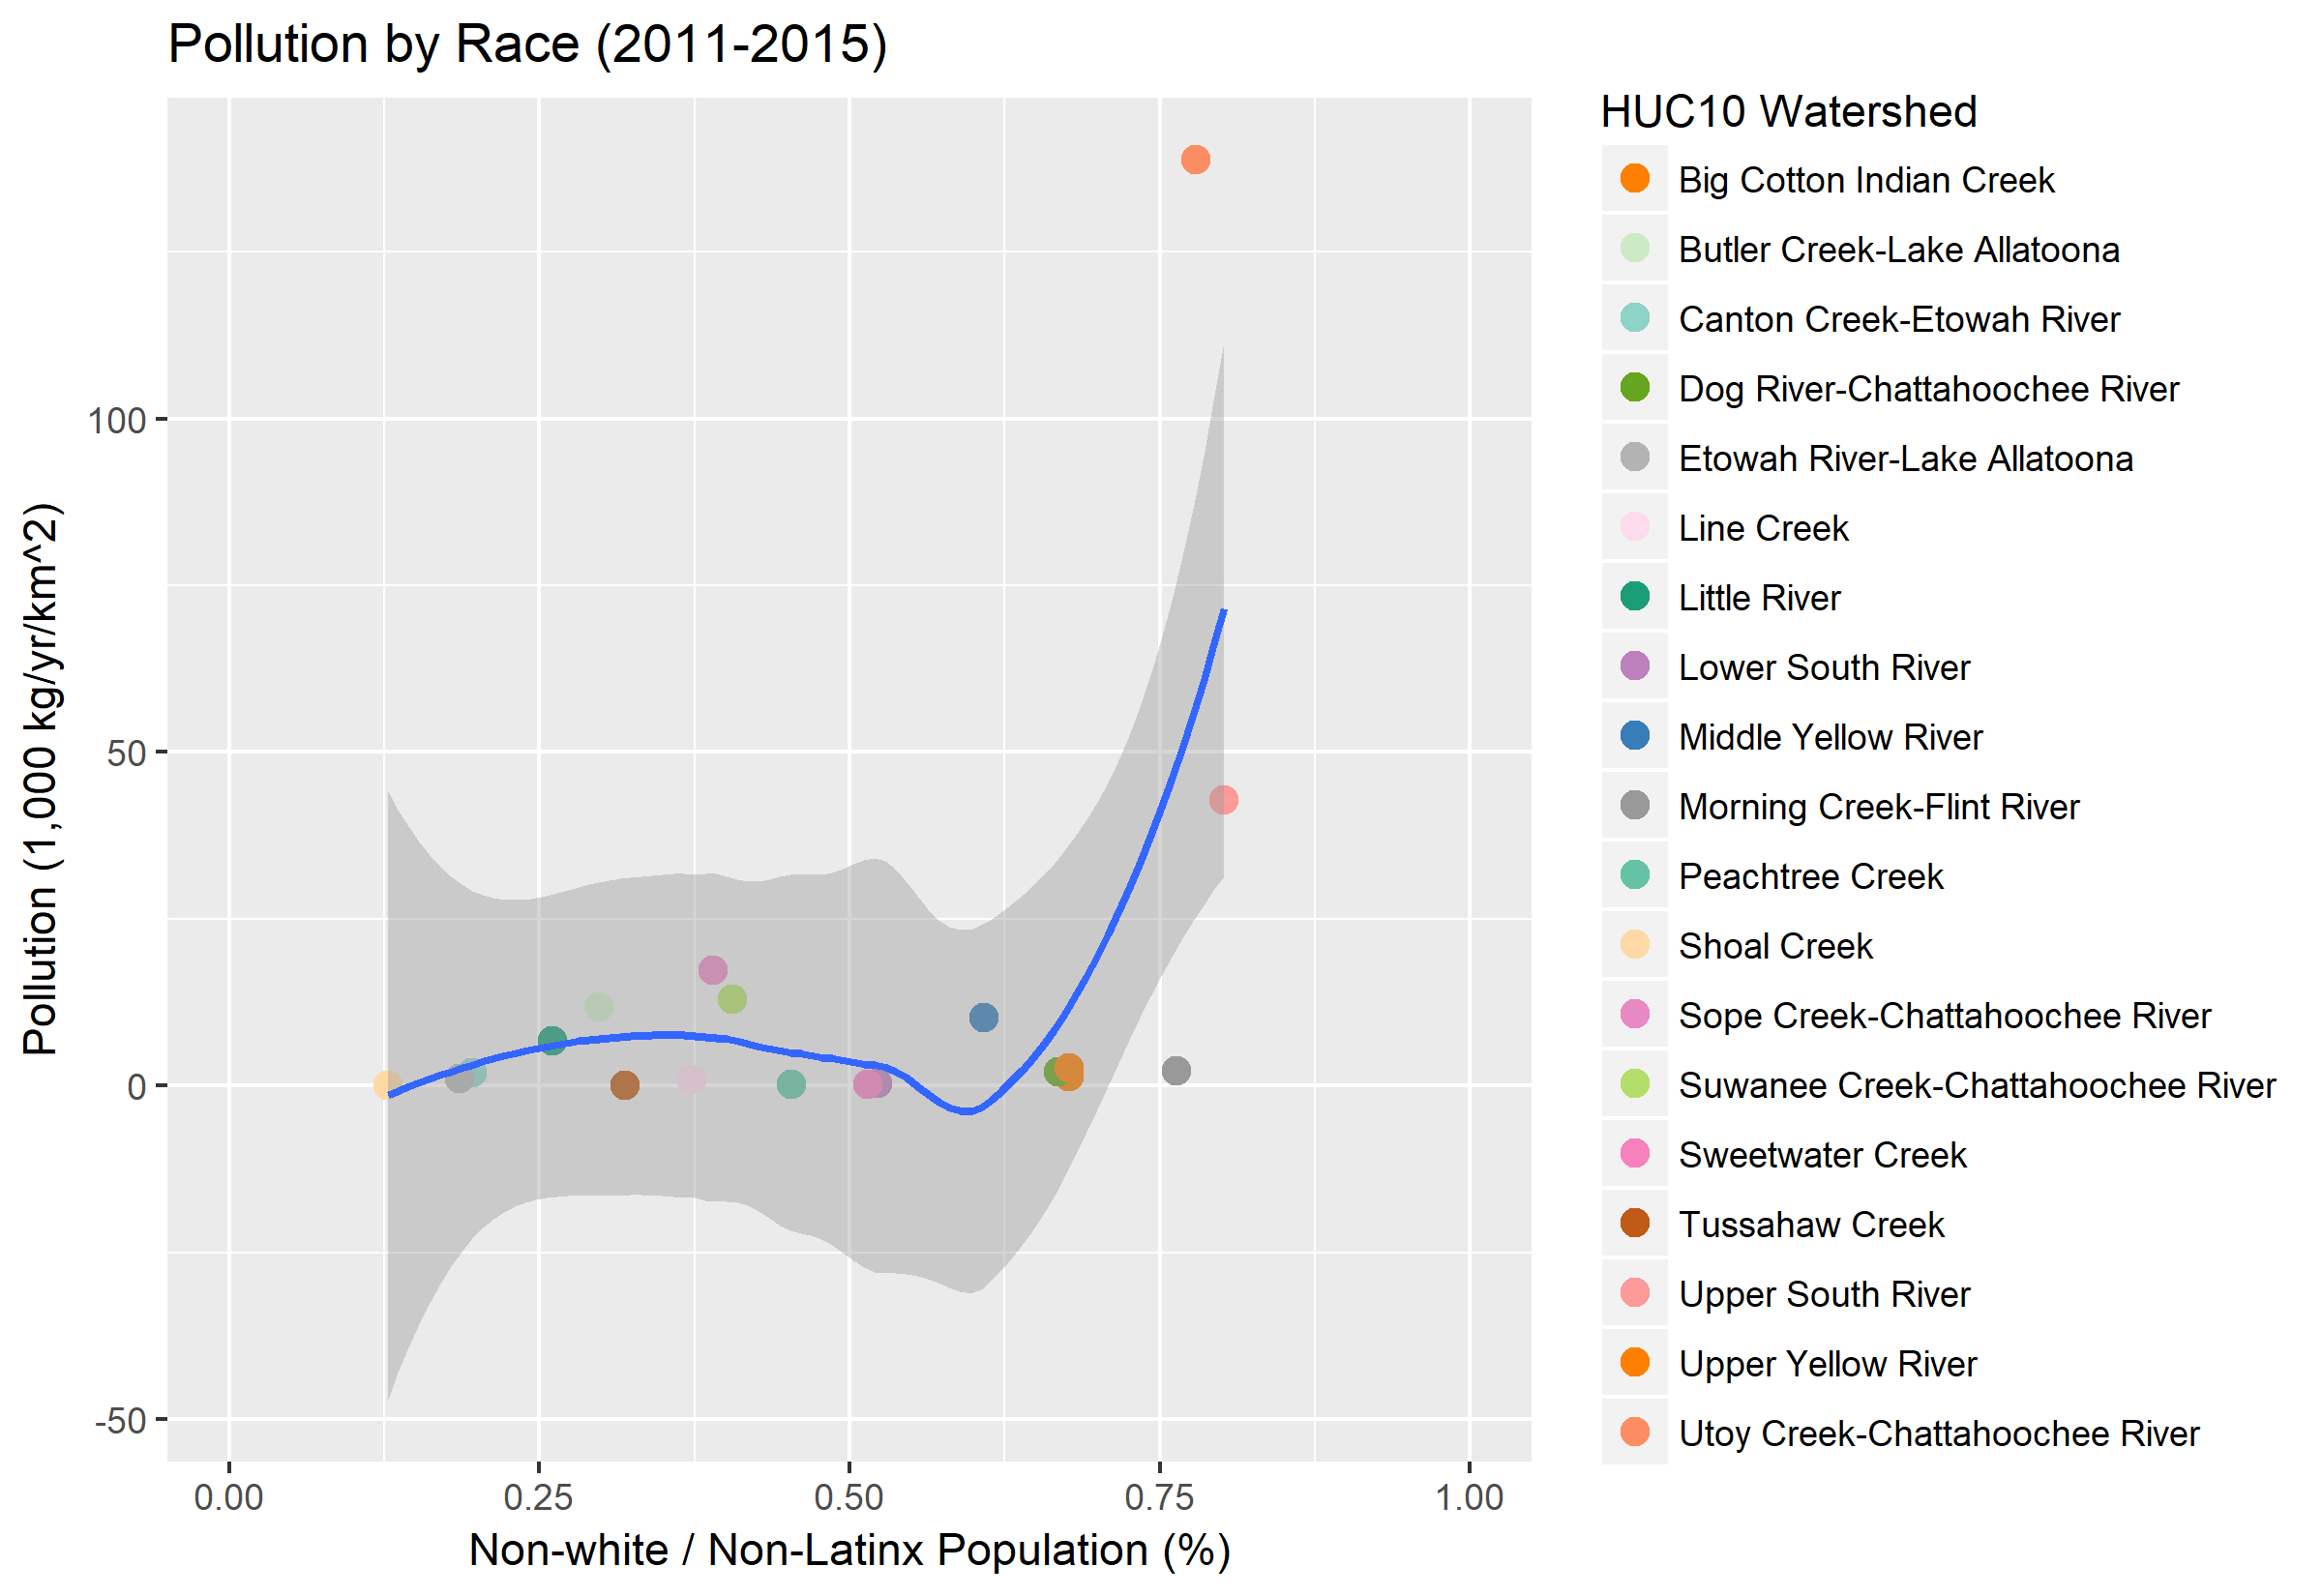 Pollution by Race (2011-2015)
Pollution (1,000 kg/yr/km^2)
100
50
0
-50
0.00
0.25
0.50
0.75
1.00
Non-white / Non-Latinx Population (%)
HUC10 Watershed
Big Cotton Indian Creek
Butler Creek-Lake Allatoona
Canton Creek-Etowah River
Dog River-Chattahoochee River
Etowah River-Lake Allatoona
Line Creek
Little River
Lower South River
Middle Yellow River
Morning Creek-Flint River
Peachtree Creek
Shoal Creek
Sope Creek-Chattahoochee River
Suwanee Creek-Chattahoochee River
Sweetwater Creek
Tussahaw Creek
Upper South River
Upper Yellow River
Utoy Creek-Chattahoochee River